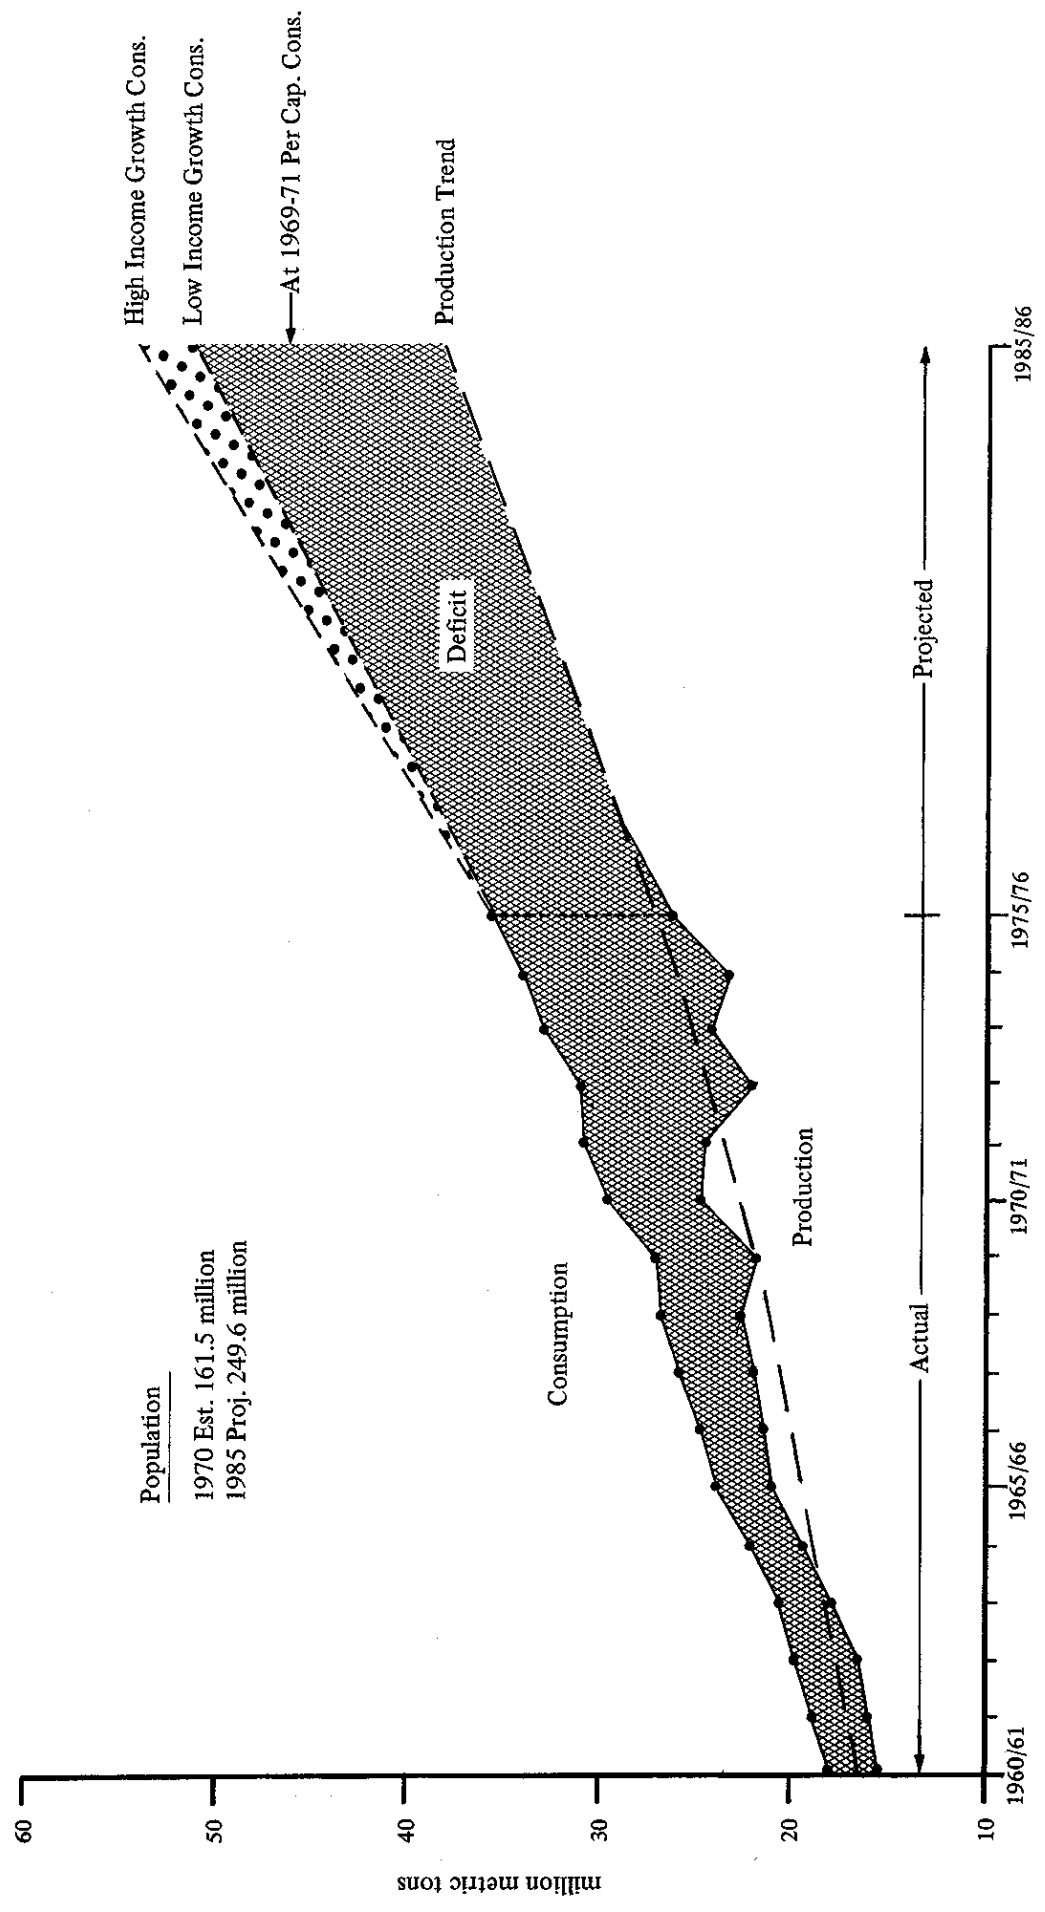 High Income Growth Cons.
Low Income Growth Cons.
At 1969-71 Per Cap. Cons.
Production Trend
Population
1970 Est. 161.5 million
1985 Proj. 249.6 million
Deficit
Consumption
Production
Actual
Projected
60
50
40
30
20
10
million metric tons
1960/61
1965/66
1970/71
1975/76
1985/86